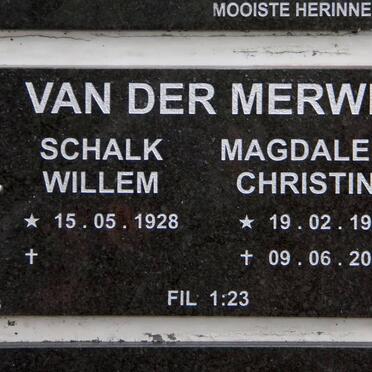 MOOISTE HERINNE
VAN DER MERW
SCHALK MAGDALE
WILLEM CHRISTIN
★ 15.05.1928 ★ 19.02.19
✝ ✝ 09.06.20
FIL 1:23